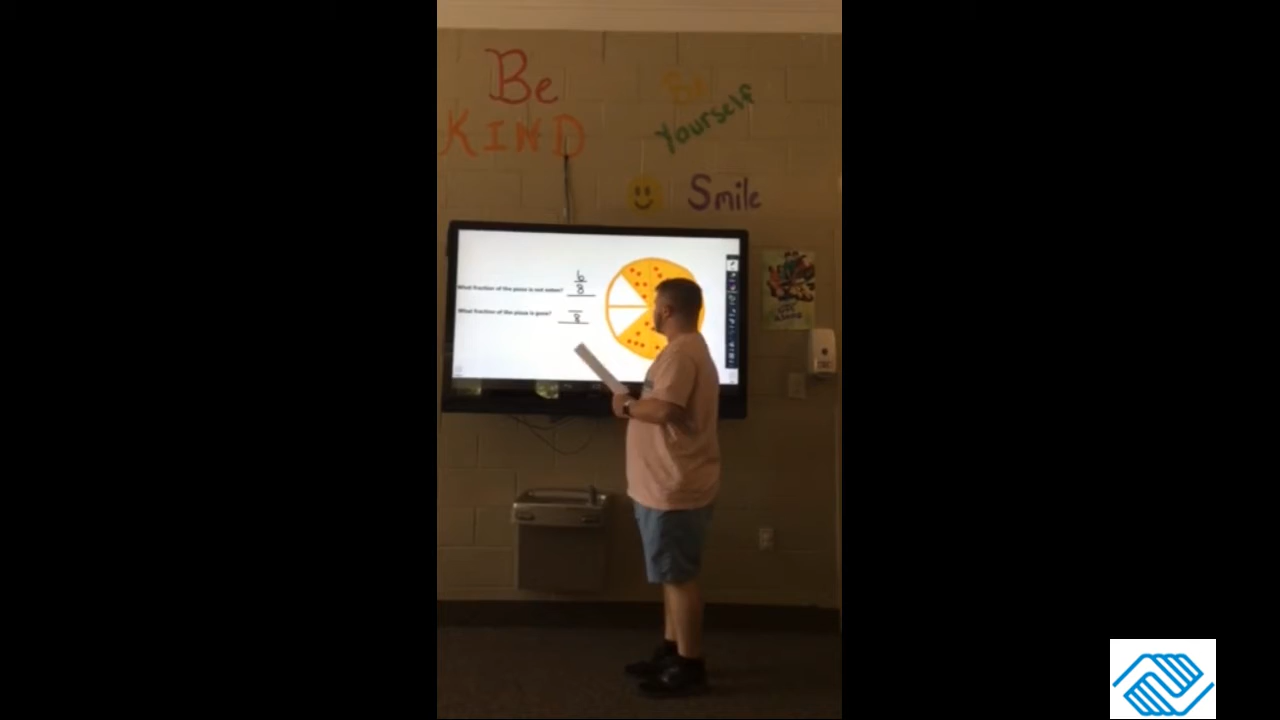 Be
KIND
Be
Yourself
Smile
What fraction of the pizza is not eaten? 6/8
What fraction of the pizza is gone? /8